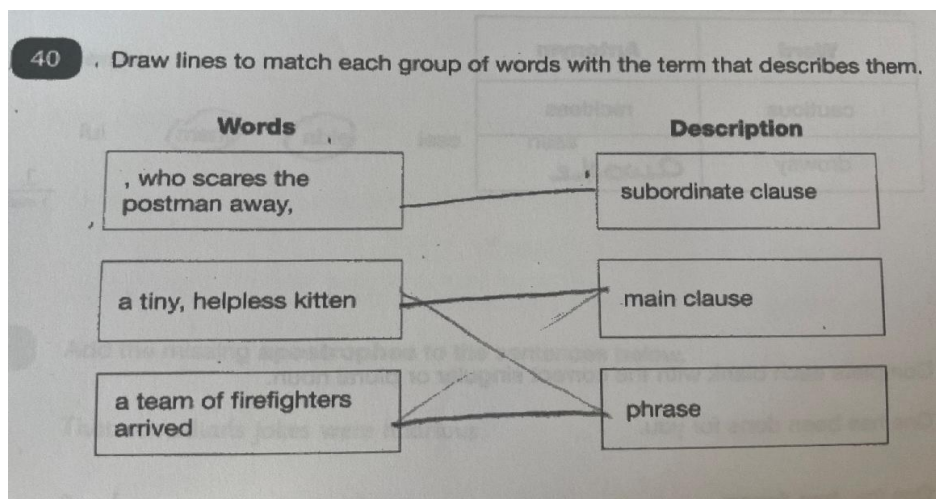 40 . Draw lines to match each group of words with the term that describes them.
Words Description
, who scares the
postman away,
subordinate clause
a tiny, helpless kitten
main clause
a team of firefighters
arrived
phrase